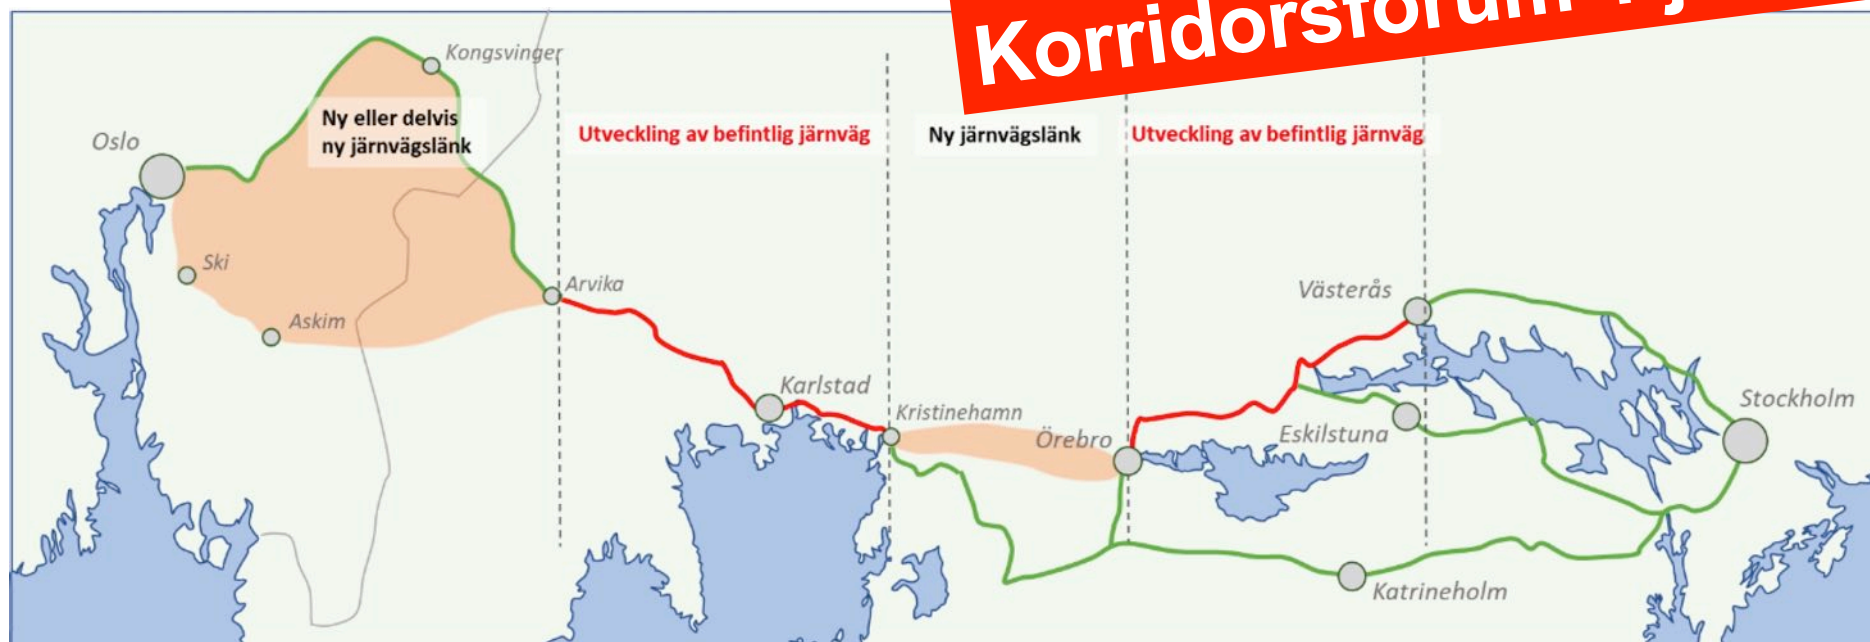 Korridorsforum
Kongsvinger
Ny eller delvis
ny järnvägslänk
Utveckling av befintlig järnväg
Ny järnvägslänk
Utveckling av befintlig järnväg
Oslo
Ski
Arvika
Askim
Västerås
Karlstad
Kristinehamn
Örebro
Eskilstuna
Stockholm
Katrineholm